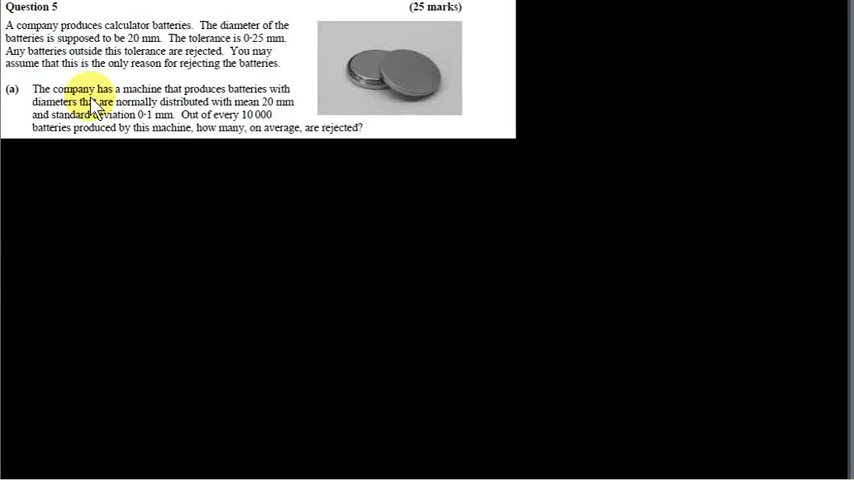 Question 5 (25 marks)
A company produces calculator batteries. The diameter of the
batteries is supposed to be 20 mm. The tolerance is 0·25 mm.
Any batteries outside this tolerance are rejected. You may
assume that this is the only reason for rejecting the batteries.
(a) The company has a machine that produces batteries with
diameters that are normally distributed with mean 20 mm
and standard deviation 0·1 mm. Out of every 10 000
batteries produced by this machine, how many, on average, are rejected?